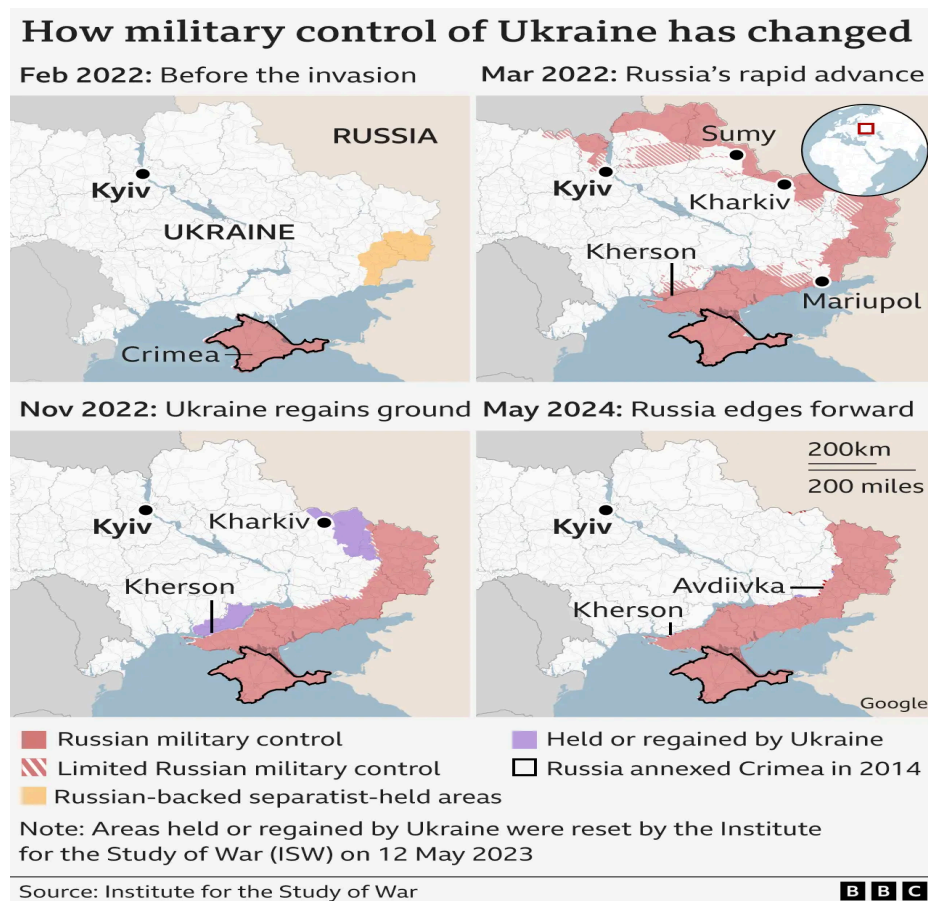 How military control of Ukraine has changed
Feb 2022: Before the invasion
RUSSIA
Kyiv
UKRAINE
Crimea
Mar 2022: Russia's rapid advance
Sumy
Kyiv
Kharkiv
Kherson
Mariupol
Nov 2022: Ukraine regains ground
Kyiv
Kharkiv
Kherson
May 2024: Russia edges forward
200km
200 miles
Kyiv
Avdiivka
Kherson
Google
Russian military control
Held or regained by Ukraine
Limited Russian military control
Russia annexed Crimea in 2014
Russian-backed separatist-held areas
Note: Areas held or regained by Ukraine were reset by the Institute
for the Study of War (ISW) on 12 May 2023
Source: Institute for the Study of War
BBC